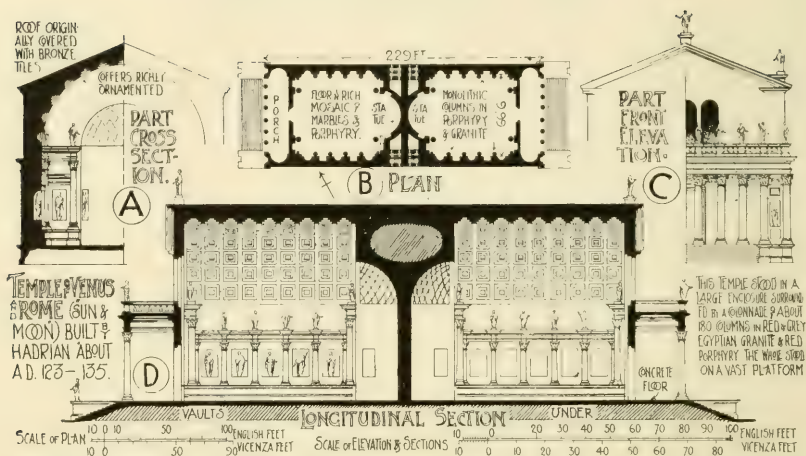 ROOF ORIGIN-
ALLY COVERED
WITH BRONZE
TILES
COFFERS RICHLY
ORNAMENTED
PART
CROSS
SECT-
ION.
A
229 FT
PORCH
FLOOR & RICH
MOSAIC &
MARBLES &
PORPHYRY.
STA
TUE
STA
TUE
MONOLITHIC
COLUMNS IN
PORPHYRY
& GRANITE
B PLAN
PART
FRONT
ELEVA
TION.
C
TEMPLE OF VENUS
AND ROME (SUN &
MOON) BUILT BY
HADRIAN ABOUT
A.D. 123–135.
D
THIS TEMPLE STOOD IN A
LARGE ENCLOSURE SURROUND
ED BY A COLONNADE OF ABOUT
180 COLUMNS IN RED & GREY
EGYPTIAN GRANITE & RED
PORPHYRY THE WHOLE STOOD
ON A VAST PLATFORM
CONCRETE
FLOOR
VAULTS LONGITUDINAL SECTION UNDER
SCALE OF PLAN
10 0 10 50 100 ENGLISH FEET
10 0 10 50 90 VICENZA FEET
SCALE OF ELEVATION & SECTIONS
10 0 20 30 40 50 60 70 80 90 100 ENGLISH FEET
10 0 10 20 30 40 50 60 70 80 VICENZA FEET